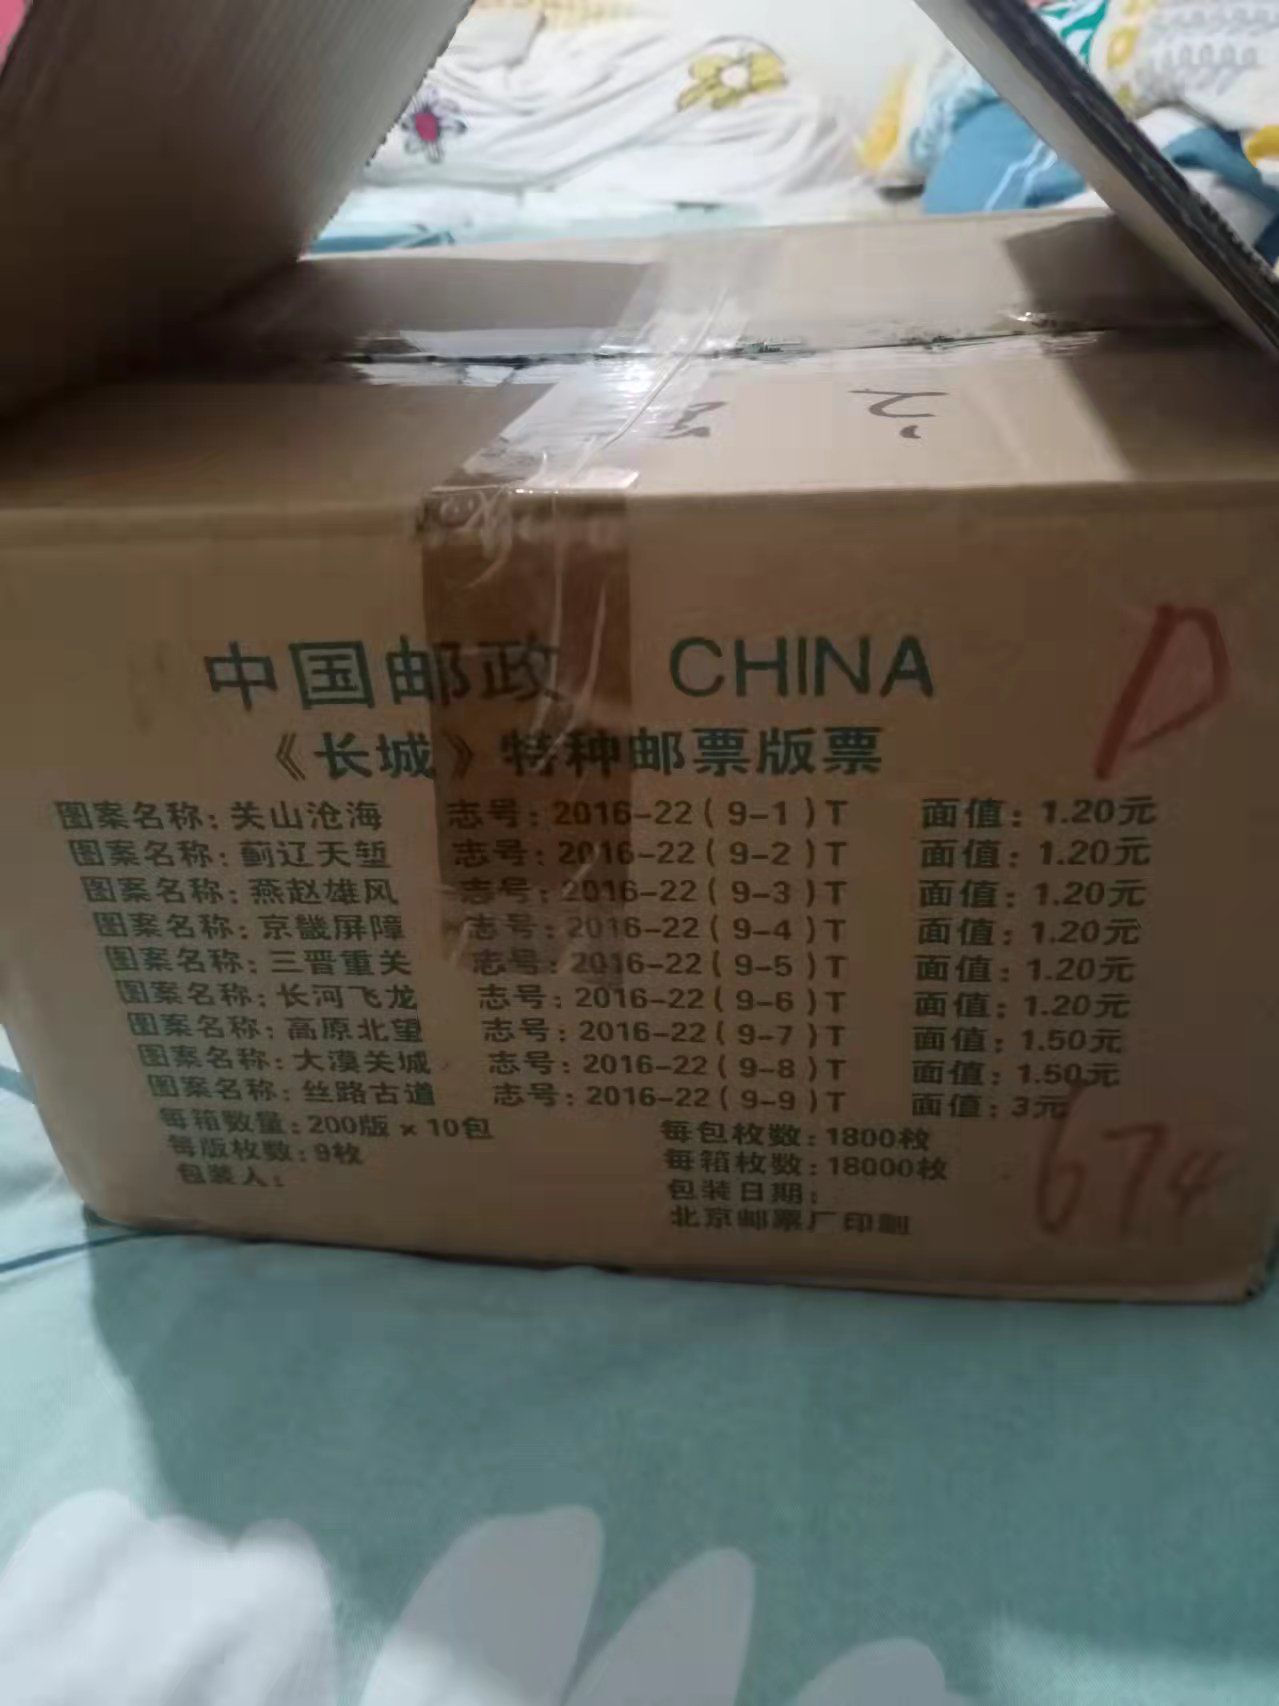 中国邮政 CHINA
《长城》特种邮票版票
图案名称:关山沧海 志号:2016-22(9-1)T 面值:1.20元
图案名称:蓟辽天堑 志号:2016-22(9-2)T 面值:1.20元
图案名称:燕赵雄风 志号:2016-22(9-3)T 面值:1.20元
图案名称:京畿屏障 志号:2016-22(9-4)T 面值:1.20元
图案名称:三晋重关 志号:2016-22(9-5)T 面值:1.20元
图案名称:长河飞龙 志号:2016-22(9-6)T 面值:1.20元
图案名称:高原北望 志号:2016-22(9-7)T 面值:1.50元
图案名称:大漠关城 志号:2016-22(9-8)T 面值:1.50元
图案名称:丝路古道 志号:2016-22(9-9)T 面值:3元
每箱数量:200版×10包 每包枚数:1800枚
每版枚数:9枚 每箱枚数:18000枚
包装人: 包装日期:
北京邮票厂印制
D
674